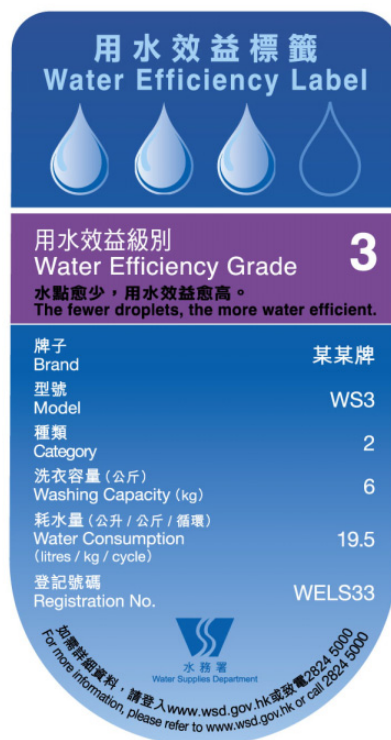 用水效益標籤
Water Efficiency Label
用水效益級別
Water Efficiency Grade 3
水點愈少，用水效益愈高。
The fewer droplets, the more water efficient.
牌子
Brand
某某牌
型號
Model
WS3
種類
Category
2
洗衣容量（公斤）
Washing Capacity (kg)
6
耗水量（公升 / 公斤 / 循環）
Water Consumption
(litres / kg / cycle)
19.5
登記號碼
Registration No.
WELS33
水務署
Water Supplies Department
如需詳細資料，請登入www.wsd.gov.hk或致電2824 5000
For more information, please refer to www.wsd.gov.hk or call 2824 5000